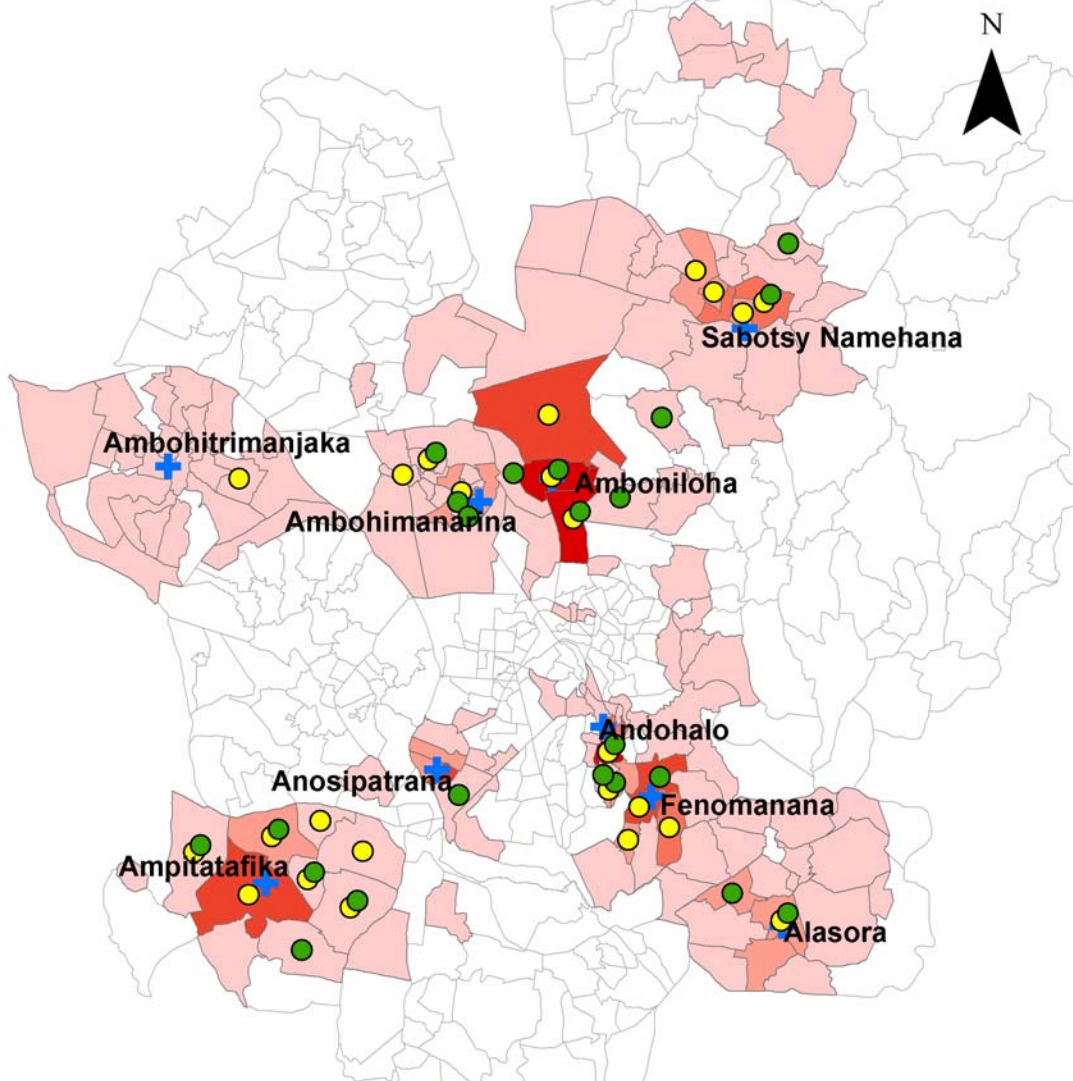 N
Sabotsy Namehana
Ambohitrimanjaka
Amboniloha
Ambohimanarina
Andohalo
Anosipatrana
Fenomanana
Ampitatafika
Alasora